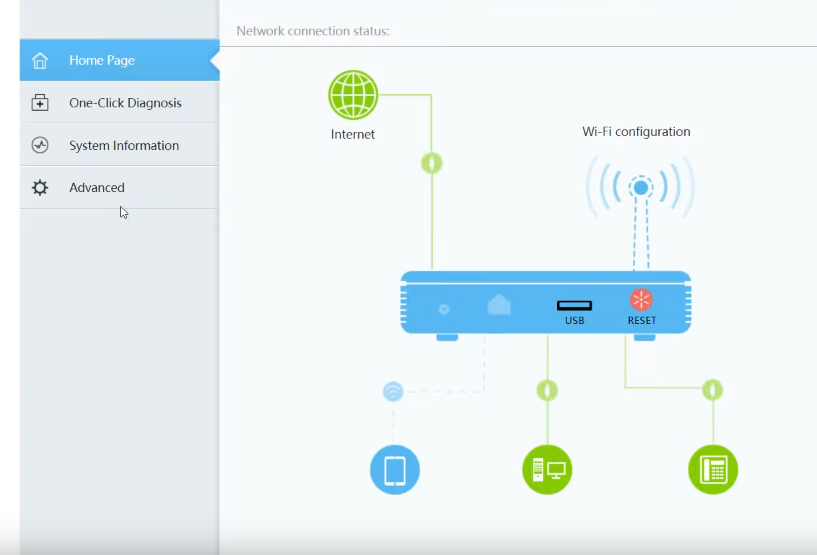 Network connection status:
Home Page
One-Click Diagnosis
System Information
Advanced
Internet
Wi-Fi configuration
USB
RESET